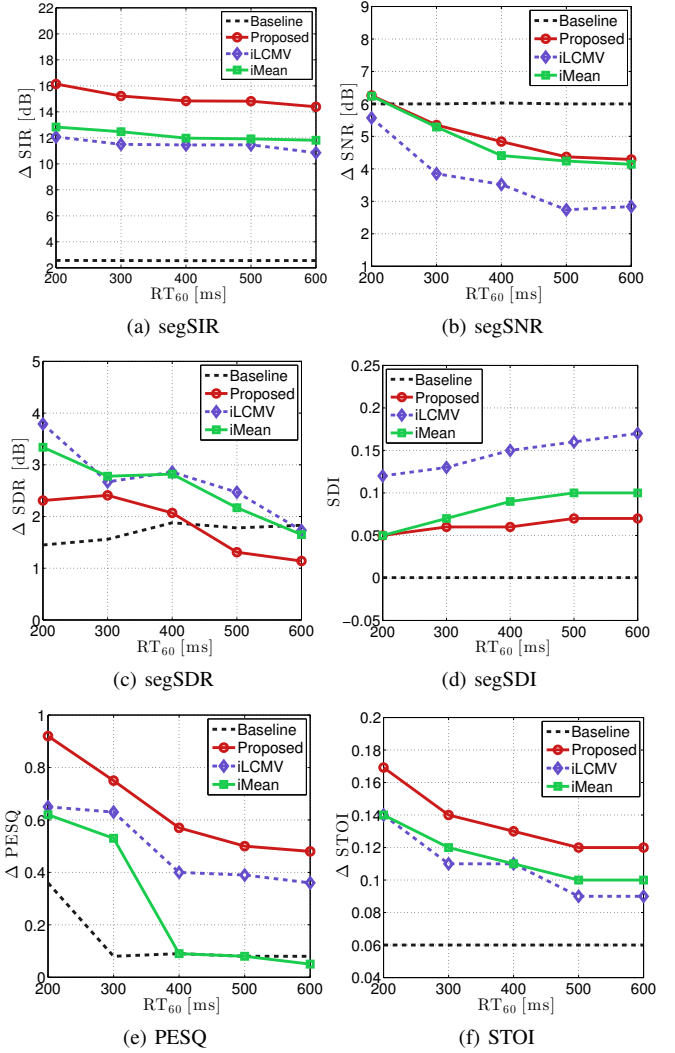 22
20
18
16
14
12
10
8
6
4
2
Δ SIR [dB]
Baseline
Proposed
iLCMV
iMean
200 300 400 500 600
RT60 [ms]
(a) segSIR
9
8
7
6
5
4
3
2
1
Δ SNR [dB]
Baseline
Proposed
iLCMV
iMean
200 300 400 500 600
RT60 [ms]
(b) segSNR
5
4
3
2
1
0
Δ SDR [dB]
Baseline
Proposed
iLCMV
iMean
200 300 400 500 600
RT60 [ms]
(c) segSDR
0.25
0.2
0.15
0.1
0.05
0
−0.05
SDI
Baseline
Proposed
iLCMV
iMean
200 300 400 500 600
RT60 [ms]
(d) segSDI
1
0.8
0.6
0.4
0.2
0
Δ PESQ
Baseline
Proposed
iLCMV
iMean
200 300 400 500 600
RT60 [ms]
(e) PESQ
0.2
0.18
0.16
0.14
0.12
0.1
0.08
0.06
0.04
Δ STOI
Baseline
Proposed
iLCMV
iMean
200 300 400 500 600
RT60 [ms]
(f) STOI